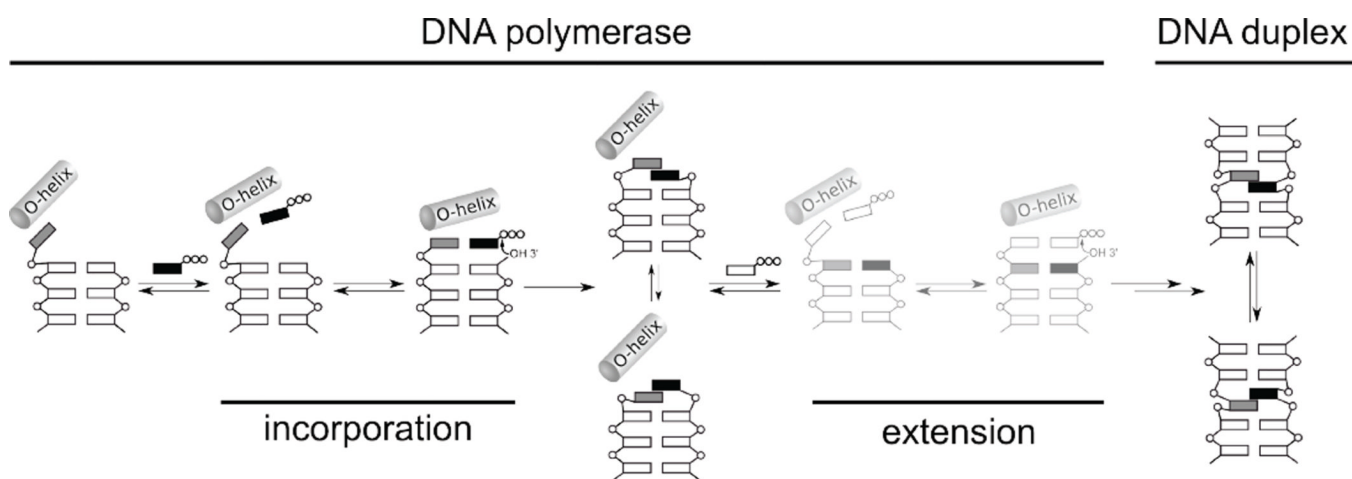 DNA polymerase
DNA duplex
O-helix
O-helix
O-helix
OH 3'
O-helix
O-helix
O-helix
O-helix
OH 3'
incorporation
extension